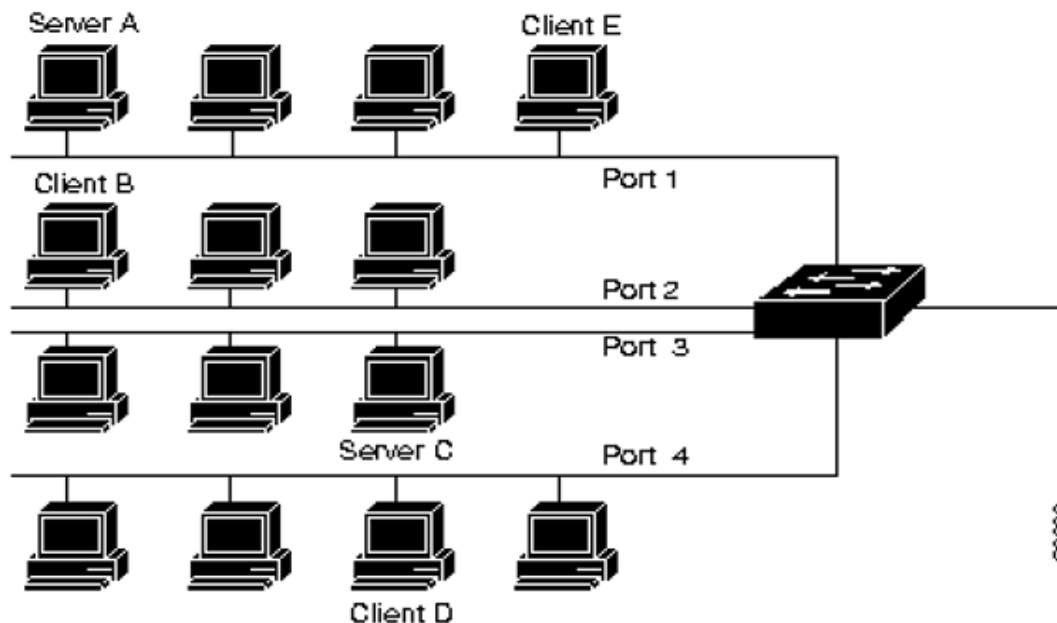 Server A
Client E
Port 1
Client B
Port 2
Port 3
Server C
Port 4
Client D